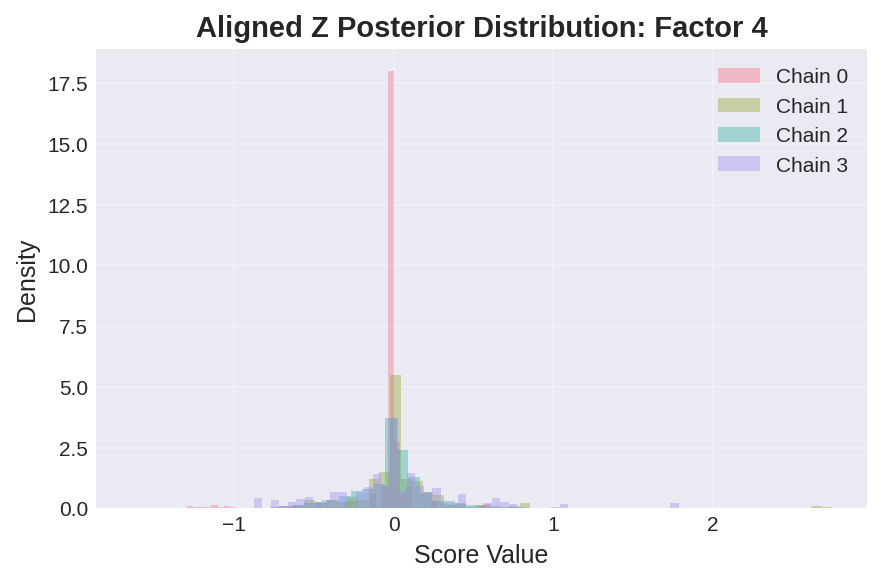 Aligned Z Posterior Distribution: Factor 4
Chain 0
Chain 1
Chain 2
Chain 3
17.5
15.0
12.5
10.0
7.5
5.0
2.5
0.0
Density
−1 0 1 2
Score Value